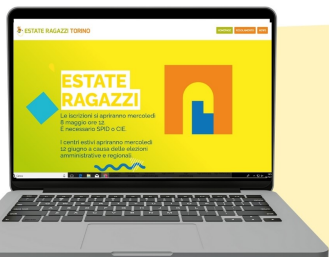 ESTATE RAGAZZI TORINO
ESTATE
RAGAZZI
Le iscrizioni si apriranno mercoledì
8 maggio ore 12.
È necessario SPID o CIE.
I centri estivi apriranno mercoledì
12 giugno a causa delle elezioni
amministrative e regionali.